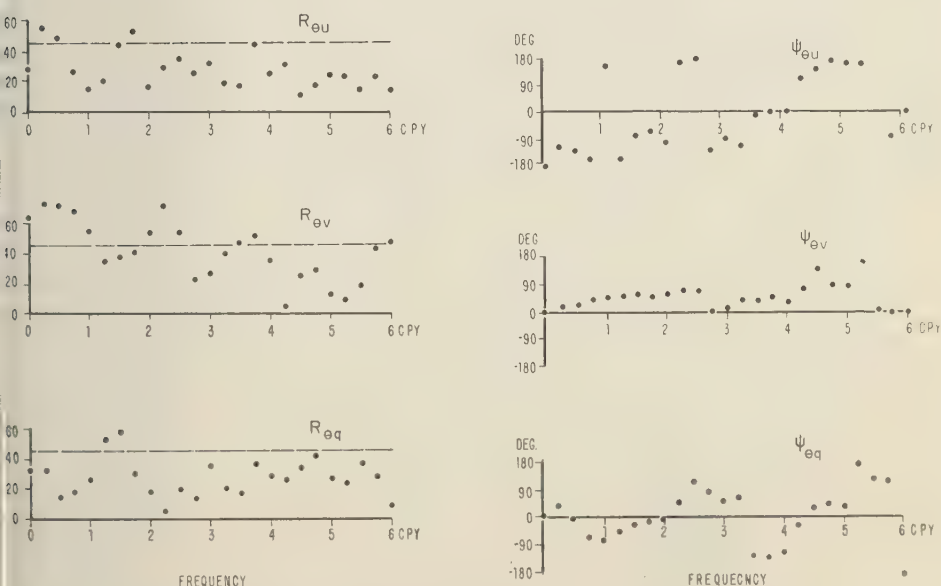 60
40
20
0
R_θu
0 1 2 3 4 5 6 CPY
60
40
20
0
R_θv
0 1 2 3 4 5 6 CPY
60
40
20
0
R_θq
0 1 2 3 4 5 6
FREQUENCY
DEG
180
90
0
-90
-180
ψ_θu
1 2 3 4 5 6 CPY
DEG
180
90
0
-90
-180
ψ_θv
1 2 3 4 5 6 CPY
DEG.
180
90
0
-90
-180
ψ_θq
1 2 3 4 5 6
FREQUECNCY